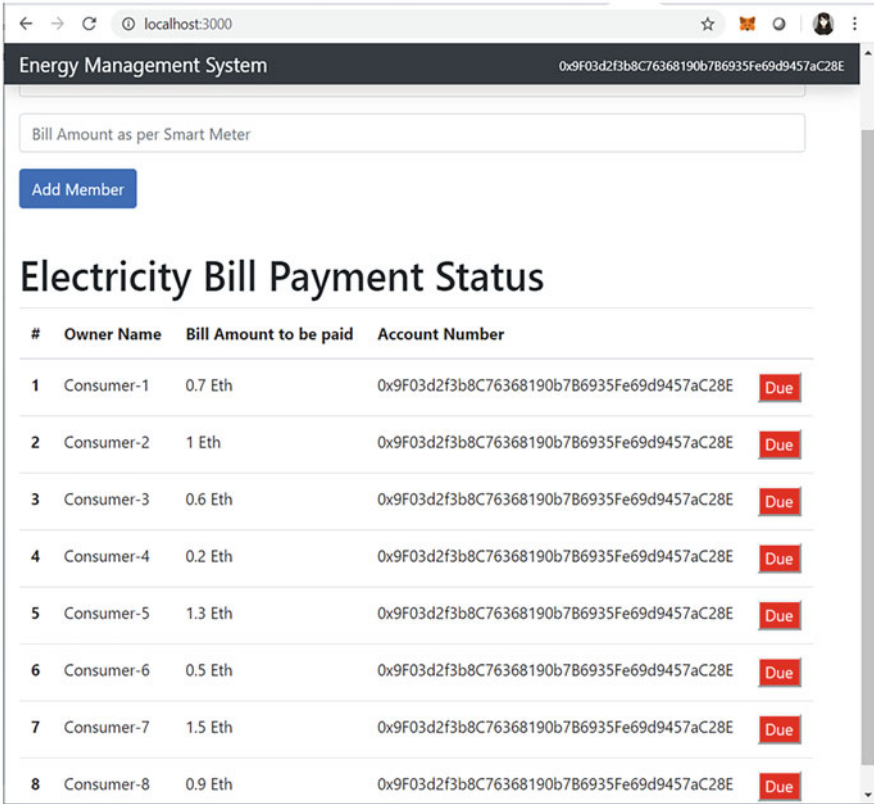 localhost:3000
Energy Management System 0x9F03d2f3b8C76368190b7B6935Fe69d9457aC28E
Bill Amount as per Smart Meter
Add Member
Electricity Bill Payment Status
# Owner Name Bill Amount to be paid Account Number
1 Consumer-1 0.7 Eth 0x9F03d2f3b8C76368190b7B6935Fe69d9457aC28E Due
2 Consumer-2 1 Eth 0x9F03d2f3b8C76368190b7B6935Fe69d9457aC28E Due
3 Consumer-3 0.6 Eth 0x9F03d2f3b8C76368190b7B6935Fe69d9457aC28E Due
4 Consumer-4 0.2 Eth 0x9F03d2f3b8C76368190b7B6935Fe69d9457aC28E Due
5 Consumer-5 1.3 Eth 0x9F03d2f3b8C76368190b7B6935Fe69d9457aC28E Due
6 Consumer-6 0.5 Eth 0x9F03d2f3b8C76368190b7B6935Fe69d9457aC28E Due
7 Consumer-7 1.5 Eth 0x9F03d2f3b8C76368190b7B6935Fe69d9457aC28E Due
8 Consumer-8 0.9 Eth 0x9F03d2f3b8C76368190b7B6935Fe69d9457aC28E Due